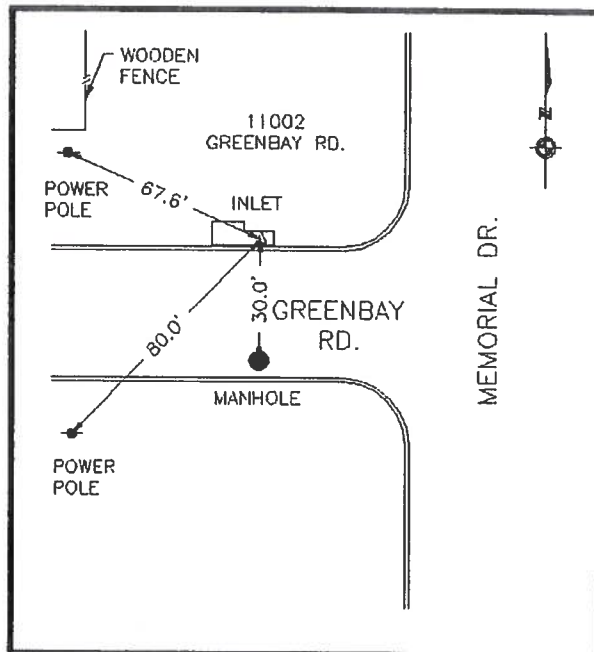 WOODEN
FENCE
11002
GREENBAY RD.
N
POWER
POLE
67.6'
INLET
MEMORIAL DR.
80.0'
30.0'
GREENBAY
RD.
MANHOLE
POWER
POLE